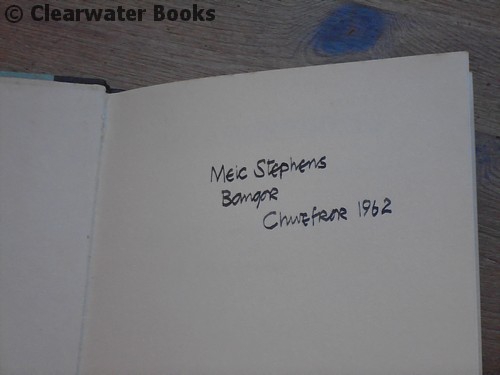 © Clearwater Books
Meic Stephens
Bangor
Chwefror 1962